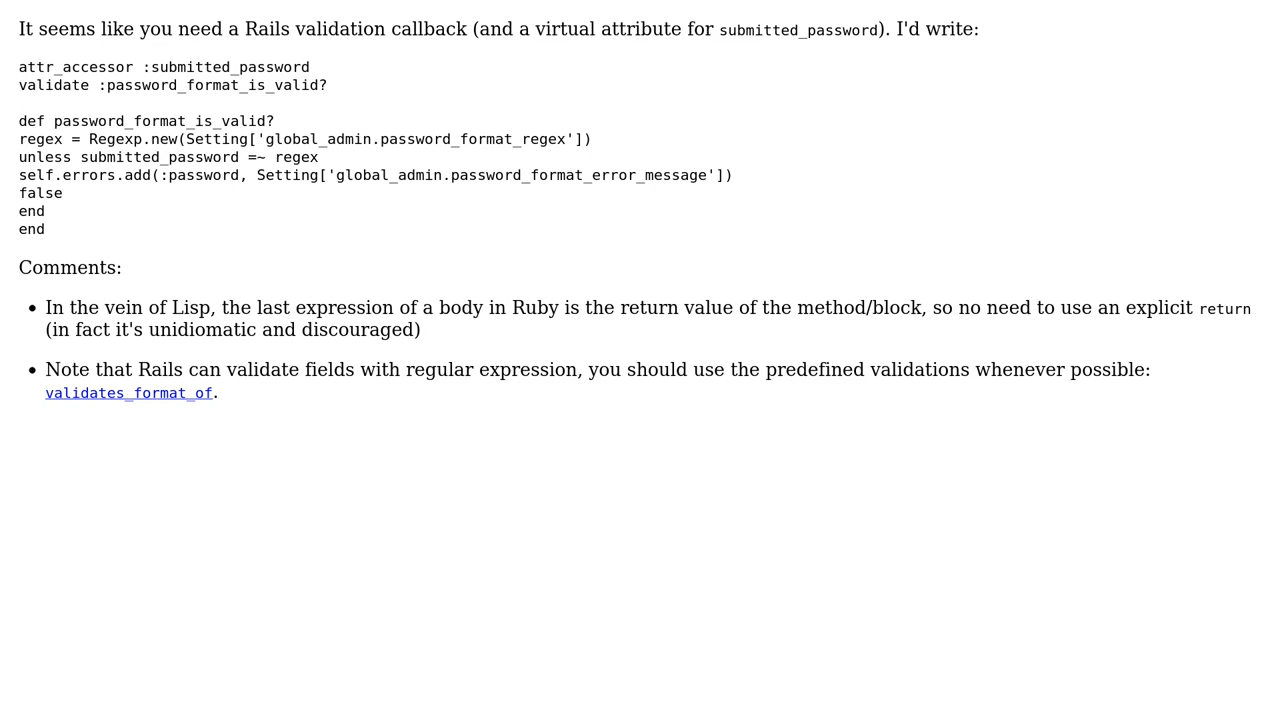 It seems like you need a Rails validation callback (and a virtual attribute for submitted_password). I'd write:
attr_accessor :submitted_password
validate :password_format_is_valid?
def password_format_is_valid?
regex = Regexp.new(Setting['global_admin.password_format_regex'])
unless submitted_password =~ regex
self.errors.add(:password, Setting['global_admin.password_format_error_message'])
false
end
end
Comments:
• In the vein of Lisp, the last expression of a body in Ruby is the return value of the method/block, so no need to use an explicit return
(in fact it's unidiomatic and discouraged)
• Note that Rails can validate fields with regular expression, you should use the predefined validations whenever possible:
validates_format_of.